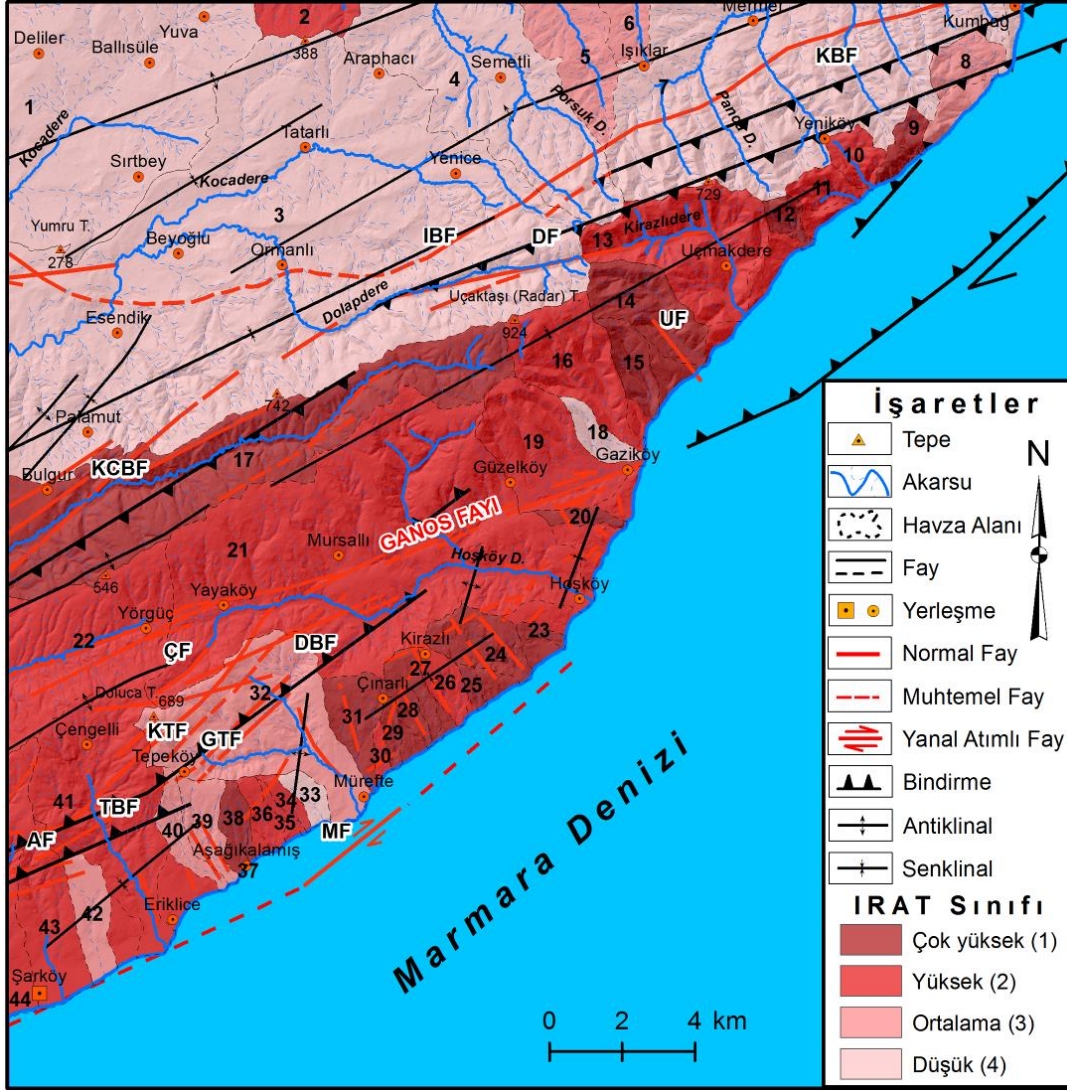 Deliler
Ballısüle
Yuva
2
388
Araphacı
4
Semetli
5
6
Işıklar
Mermer
Kumbağ
KBF
8
1
Kocadere
Porsuk D.
7
Pance D.
Yeniköy
9
10
Tatarlı
Sırtbey
Kocadere
Yenice
729
11
12
Yumru T.
278
Beyoğlu
3
Ormanlı
IBF
DF
13
Kirazlıdere
Uçmakdere
Dolapdere
Uçaktaşı (Radar) T.
924
14
Esendik
UF
16
15
742
Palamut
18
KCBF
17
19
Gaziköy
Bulgur
Güzelköy
GANOS FAYI
20
21
Mursallı
Hoşköy D.
546
Yayaköy
Hoşköy
Yörgüç
22
DBF
23
ÇF
Kirazlı
24
27
26
25
Doluca T.
689
32
Çınarlı
31
28
KTF
GTF
29
Çengelli
Tepeköy
30
Mürefte
33
34
41
TBF
38
36
35
MF
AF
40
39
Aşağıkalamış
37
42
43
Eriklice
Şarköy
44
Marmara Denizi
0 2 4 km
İşaretler
Tepe
N
Akarsu
Havza Alanı
Fay
Yerleşme
Normal Fay
Muhtemel Fay
Yanal Atımlı Fay
Bindirme
Antiklinal
Senklinal
IRAT Sınıfı
Çok yüksek (1)
Yüksek (2)
Ortalama (3)
Düşük (4)